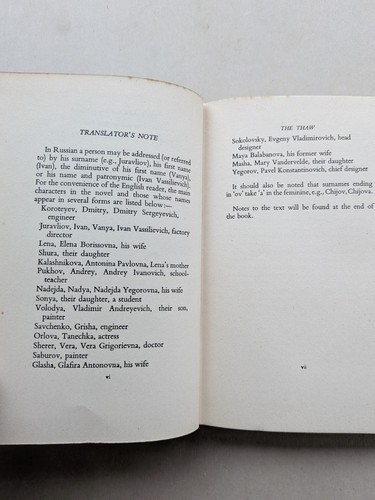 TRANSLATOR'S NOTE
In Russian a person may be addressed (or referred
to) by his surname (e.g., Juravliov), his first name
(Ivan), the diminutive of his first name (Vanya),
or his name and patronymic (Ivan Vassilievich).
For the convenience of the English reader, the main
characters in the novel and those whose names
appear in several forms are listed below:—
Koroteyev, Dmitry, Dmitry Sergeyevich,
engineer
Juravliov, Ivan, Vanya, Ivan Vassilievich, factory
director
Lena, Elena Borissovna, his wife
Shura, their daughter
Kalashnikova, Antonina Pavlovna, Lena's mother
Pukhov, Andrey, Andrey Ivanovich, school-
teacher
Nadejda, Nadya, Nadejda Yegorovna, his wife
Sonya, their daughter, a student
Volodya, Vladimir Andreyevich, their son,
painter
Savchenko, Grisha, engineer
Orlova, Tanechka, actress
Sherer, Vera, Vera Grigorievna, doctor
Saburov, painter
Glasha, Glafira Antonovna, his wife
vi
THE THAW
Sokolovsky, Evgeny Vladimirovich, head
designer
Maya Balabanova, his former wife
Masha, Mary Vandervelde, their daughter
Yegorov, Pavel Konstantinovich, chief designer
It should also be noted that surnames ending
in 'ov' take 'a' in the feminine, e.g., Chijov, Chijova.
Notes to the text will be found at the end of
the book.
vii